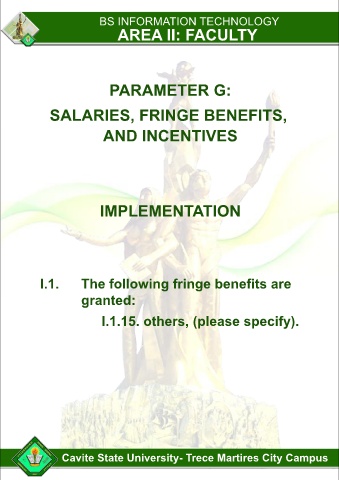 BS INFORMATION TECHNOLOGY
AREA II: FACULTY
PARAMETER G:
SALARIES, FRINGE BENEFITS,
AND INCENTIVES
IMPLEMENTATION
I.1. The following fringe benefits are
granted:
I.1.15. others, (please specify).
Cavite State University- Trece Martires City Campus